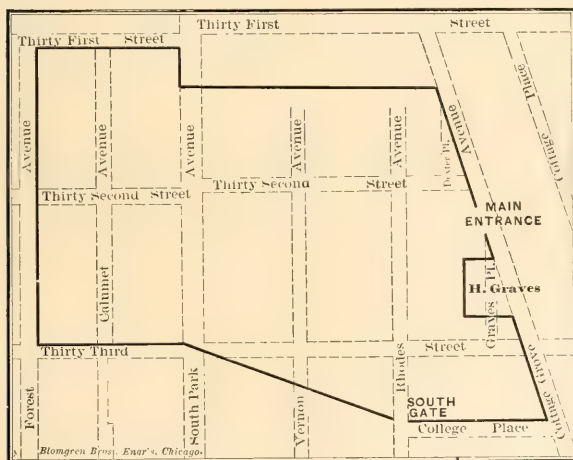 Thirty First Street
Thirty First Street
Avenue
Avenue
Avenue
Avenue
Avenue
Avenue
Cottage Place
Dexter Pl.
Thirty Second Street
Thirty Second Street
MAIN
ENTRANCE
H. Graves
Graves Pl.
Calumet
Thirty Third Street
Forest
South Park
Vernon
Rhodes
Cottage Grove
SOUTH
GATE
College Place
Blomgren Bros. Engr's, Chicago.